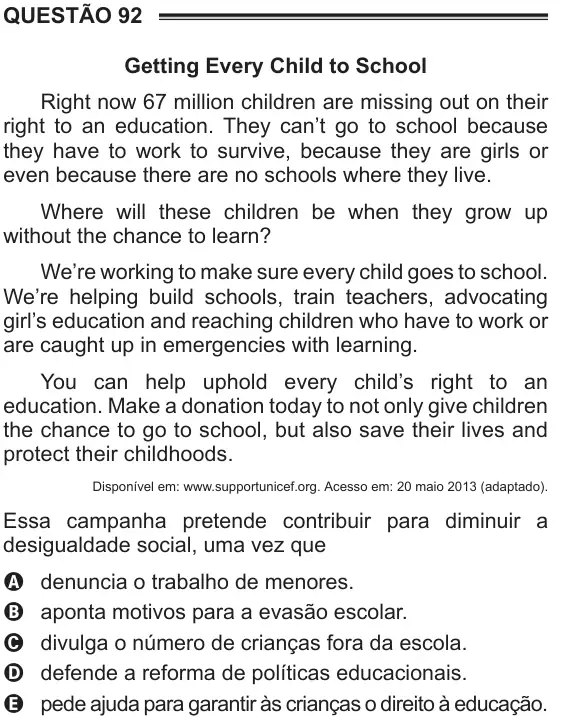 QUESTÃO 92
Getting Every Child to School
Right now 67 million children are missing out on their
right to an education. They can’t go to school because
they have to work to survive, because they are girls or
even because there are no schools where they live.
Where will these children be when they grow up
without the chance to learn?
We’re working to make sure every child goes to school.
We’re helping build schools, train teachers, advocating
girl’s education and reaching children who have to work or
are caught up in emergencies with learning.
You can help uphold every child’s right to an
education. Make a donation today to not only give children
the chance to go to school, but also save their lives and
protect their childhoods.
Disponível em: www.supportunicef.org. Acesso em: 20 maio 2013 (adaptado).
Essa campanha pretende contribuir para diminuir a
desigualdade social, uma vez que
A denuncia o trabalho de menores.
B aponta motivos para a evasão escolar.
C divulga o número de crianças fora da escola.
D defende a reforma de políticas educacionais.
E pede ajuda para garantir às crianças o direito à educação.